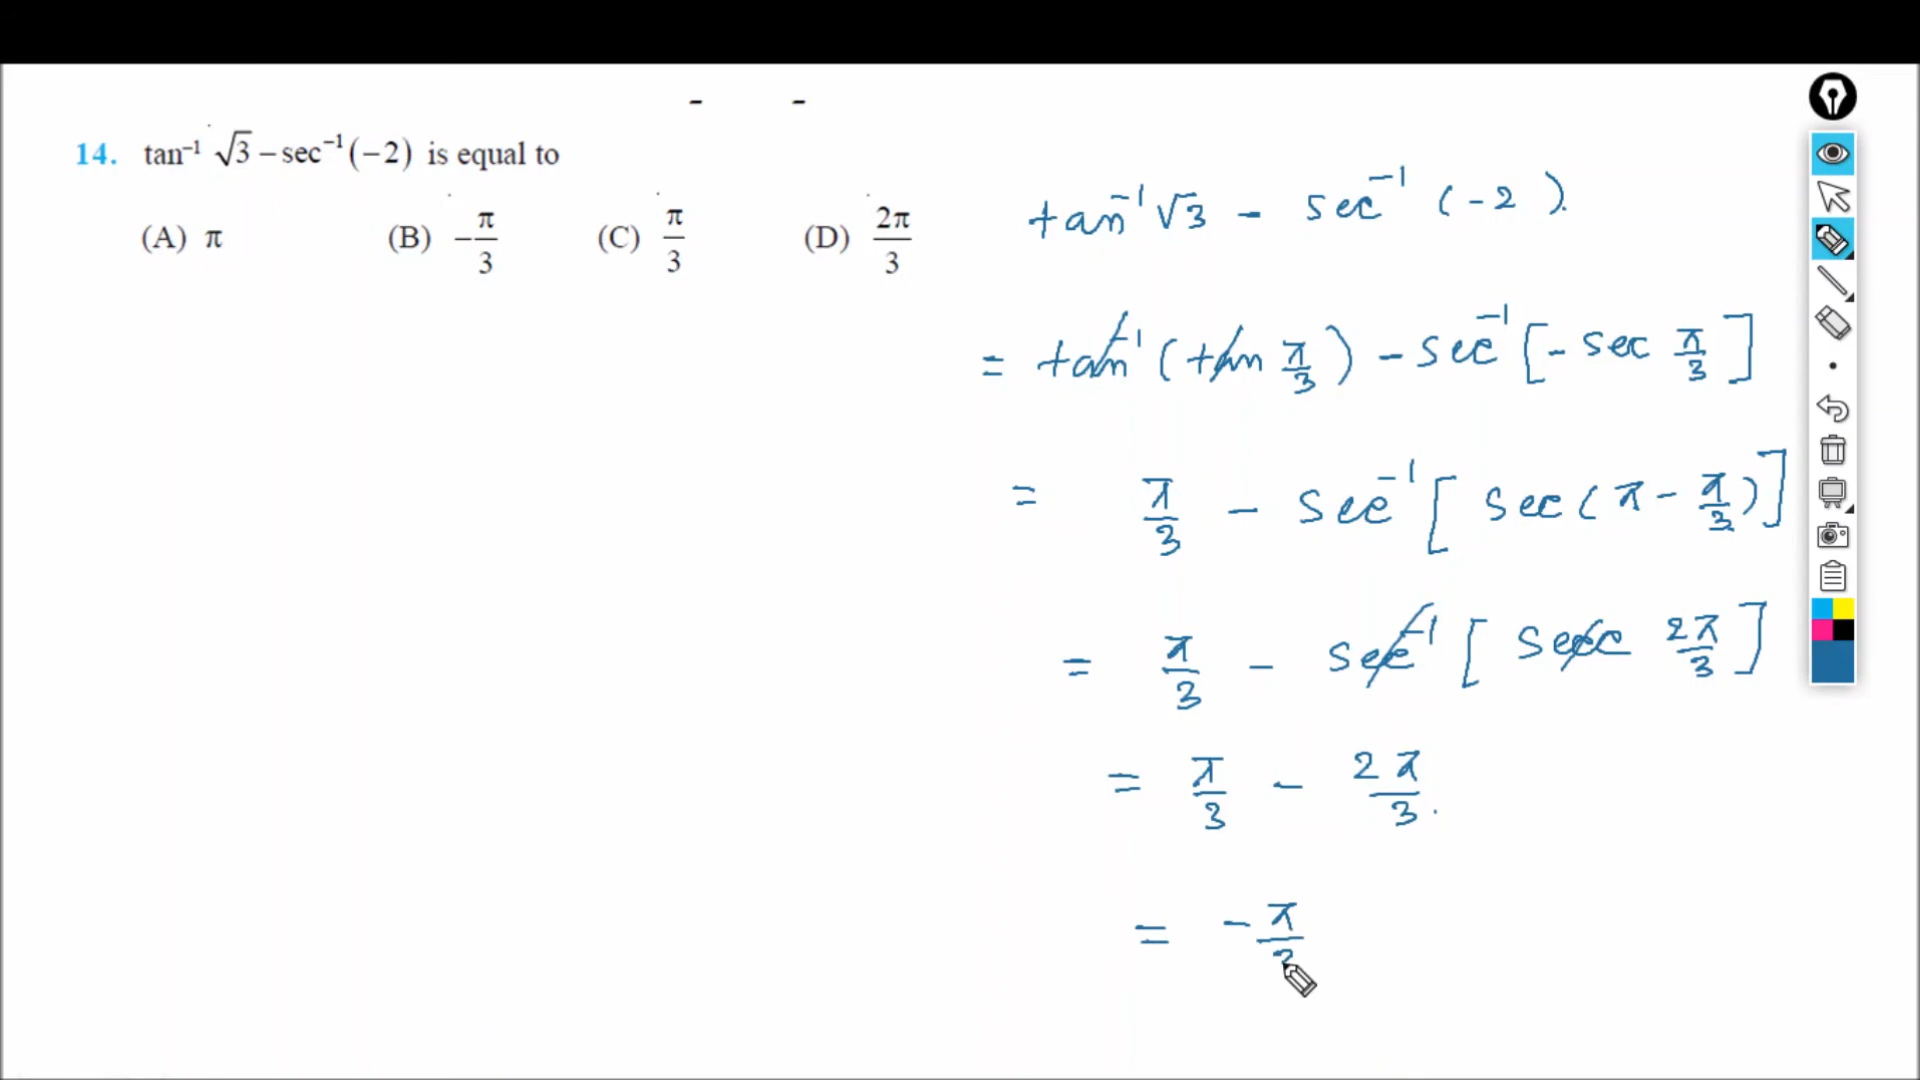 14. tan⁻¹ √3 − sec⁻¹ (−2) is equal to
(A) π (B) −π/3 (C) π/3 (D) 2π/3
tan⁻¹ √3 − sec⁻¹ (−2).
= tan⁻¹ (tan π/3) − sec⁻¹ [− sec π/3]
= π/3 − sec⁻¹ [sec (π − π/3)]
= π/3 − sec⁻¹ [sec 2π/3]
= π/3 − 2π/3.
= −π/3